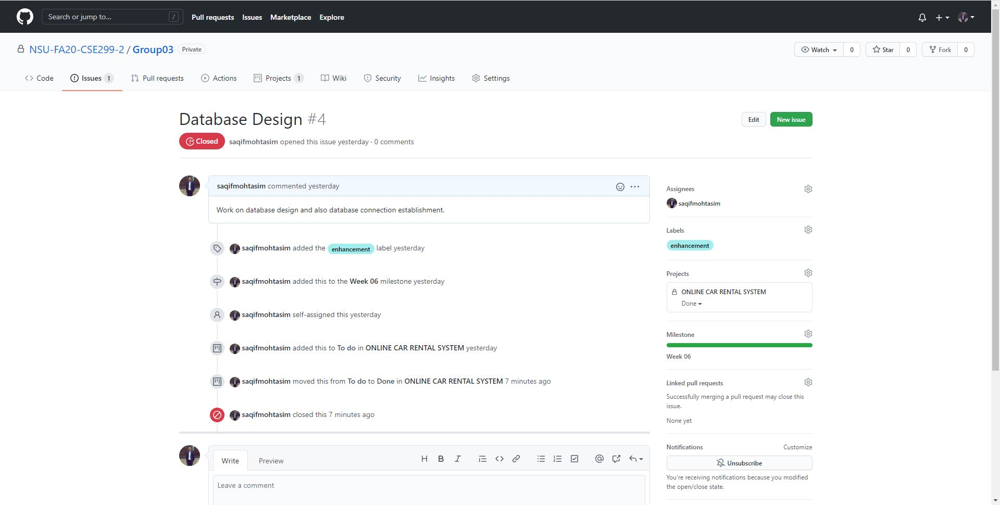 Search or jump to... /
Pull requests Issues Marketplace Explore
NSU-FA20-CSE299-2 / Group03 Private
Watch 0 Star 0 Fork 0
Code Issues 1 Pull requests Actions Projects 1 Wiki Security Insights Settings
Database Design #4
Edit New issue
Closed saqifmohtasim opened this issue yesterday · 0 comments
saqifmohtasim commented yesterday
Work on database design and also database connection establishment.
saqifmohtasim added the enhancement label yesterday
saqifmohtasim added this to the Week 06 milestone yesterday
saqifmohtasim self-assigned this yesterday
saqifmohtasim added this to To do in ONLINE CAR RENTAL SYSTEM yesterday
saqifmohtasim moved this from To do to Done in ONLINE CAR RENTAL SYSTEM 7 minutes ago
saqifmohtasim closed this 7 minutes ago
Write Preview
Leave a comment
Assignees
saqifmohtasim
Labels
enhancement
Projects
ONLINE CAR RENTAL SYSTEM
Done
Milestone
Week 06
Linked pull requests
Successfully merging a pull request may close this
issue.
None yet
Notifications Customize
Unsubscribe
You're receiving notifications because you modified
the open/close state.